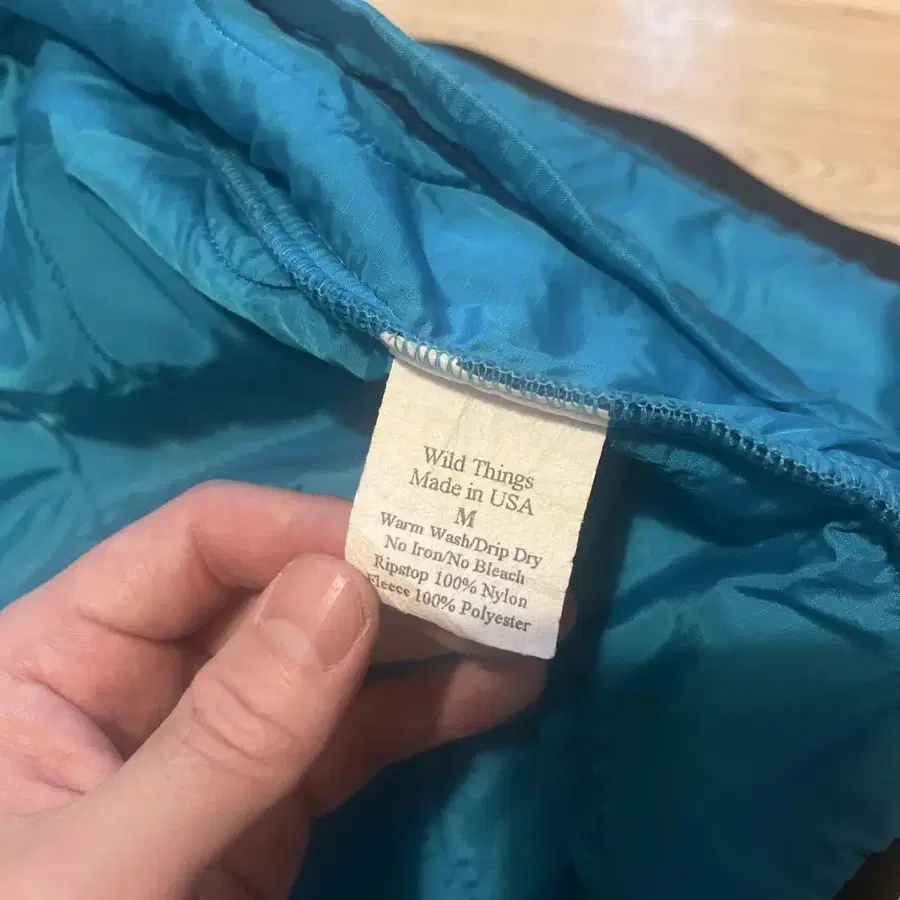 Wild Things
Made in USA
M
Warm Wash/Drip Dry
No Iron/No Bleach
Ripstop 100% Nylon
Fleece 100% Polyester